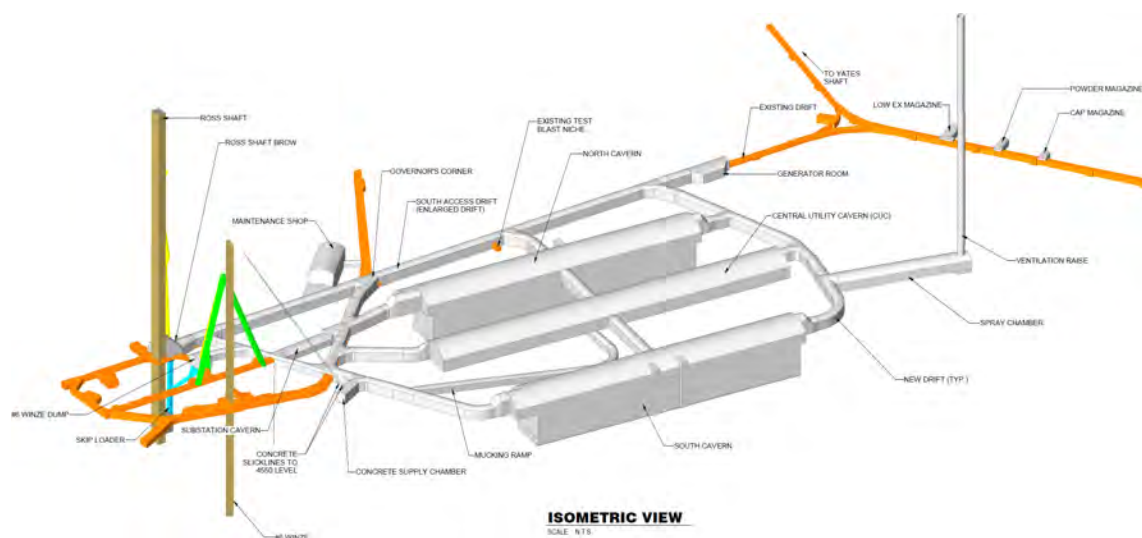 TO YATES
SHAFT
POWDER MAGAZINE
LOW EX MAGAZINE
EXISTING DRIFT
CAP MAGAZINE
ROSS SHAFT
EXISTING TEST
BLAST NICHE
ROSS SHAFT BROW
NORTH CAVERN
GOVERNOR'S CORNER
GENERATOR ROOM
SOUTH ACCESS DRIFT
(ENLARGED DRIFT)
MAINTENANCE SHOP
CENTRAL UTILITY CAVERN (CUC)
VENTILATION RAISE
SPRAY CHAMBER
NEW DRIFT (TYP.)
#6 WINZE DUMP
SUBSTATION CAVERN
SKIP LOADER
SOUTH CAVERN
MUCKING RAMP
CONCRETE
SLICKLINES TO
4550 LEVEL
CONCRETE SUPPLY CHAMBER
ISOMETRIC VIEW
SCALE N.T.S.
#6 WINZE